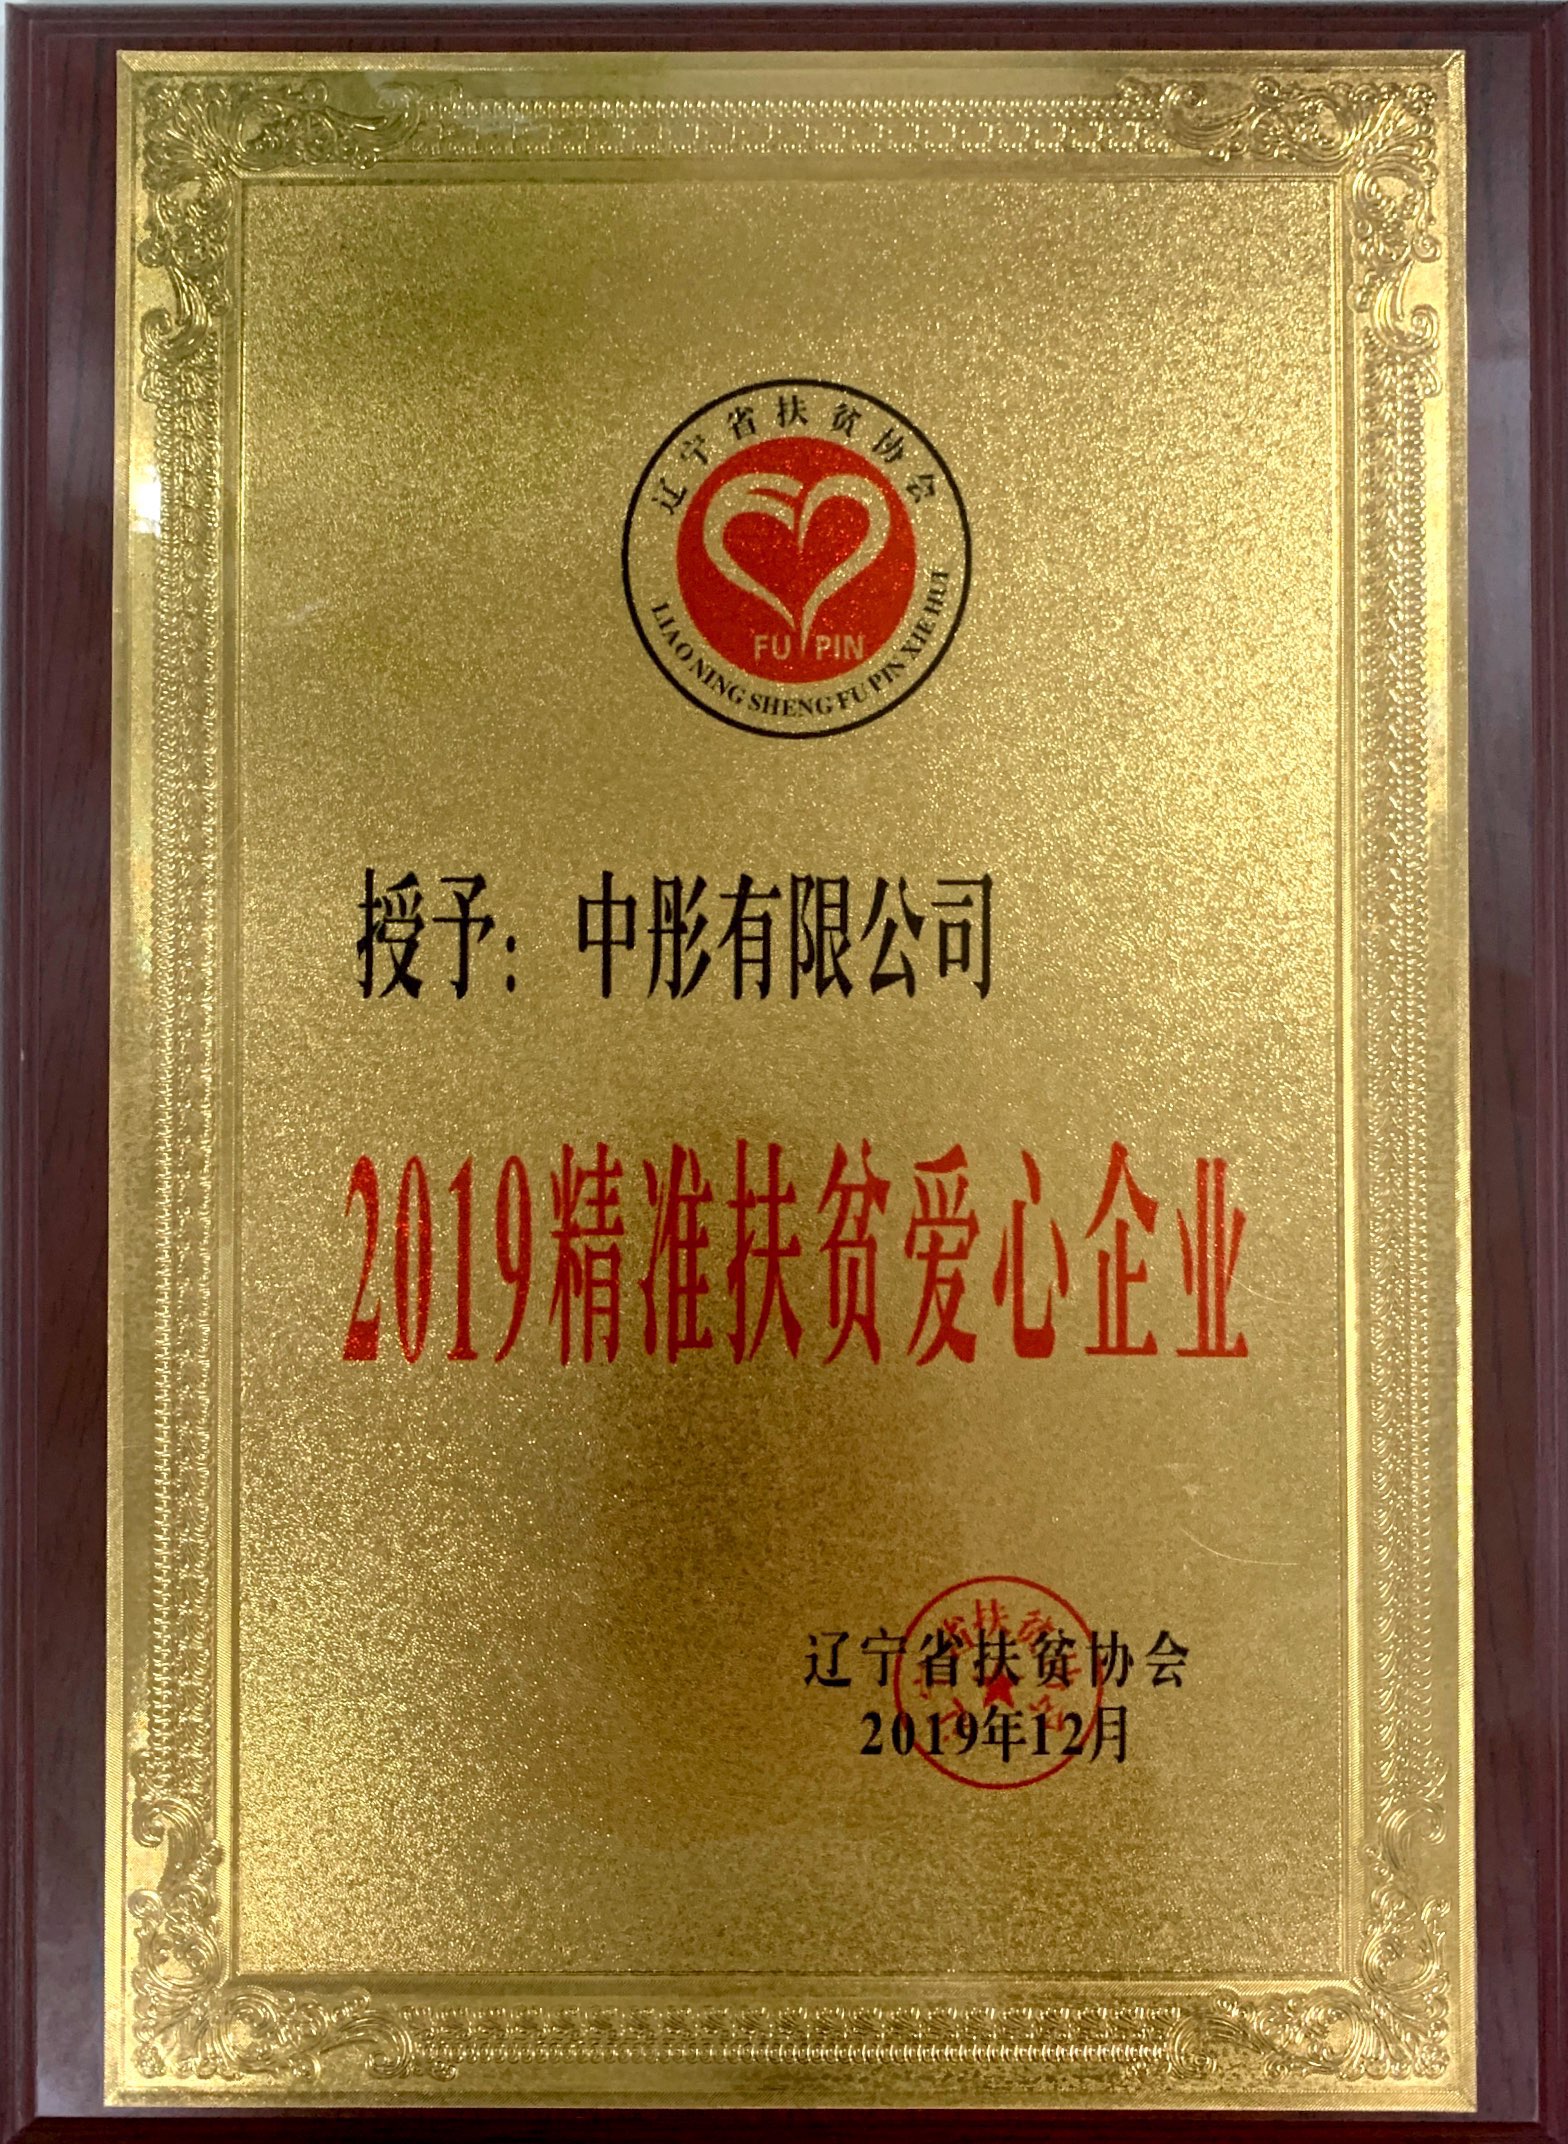 辽宁省扶贫协会
FU PIN
LIAO NING SHENG FU PIN XIE HUI
授予：中彤有限公司
2019精准扶贫爱心企业
辽宁省扶贫协会
2019年12月